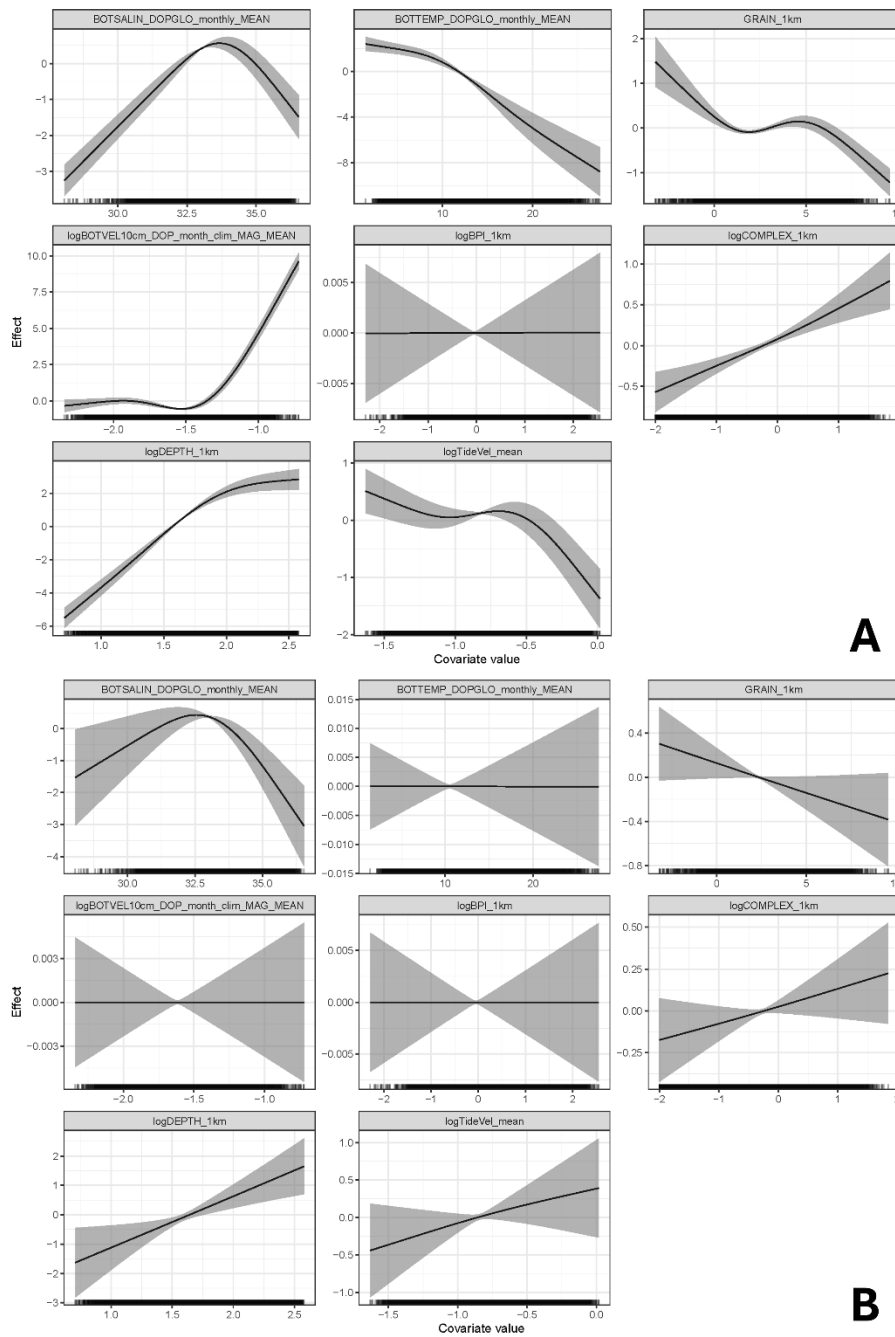 BOTSALIN_DOPGLO_monthly_MEAN BOTTEMP_DOPGLO_monthly_MEAN GRAIN_1km
0 −1 −2 −3
0 −4 −8
2 1 0 −1
30.0 32.5 35.0 10 20 0 5 1
logBOTVEL10cm_DOP_month_clim_MAG_MEAN logBPI_1km logCOMPLEX_1km
10.0 7.5 5.0 2.5 0.0
0.005 0.000 −0.005
1.0 0.5 0.0 −0.5
−2.0 −1.5 −1.0 −2 −1 0 1 2 −2 −1 0 1 2
Effect
logDEPTH_1km logTideVel_mean
2 0 −2 −4 −6
1 0 −1 −2
1.0 1.5 2.0 2.5 −1.5 −1.0 −0.5 0.0
Covariate value
A
BOTSALIN_DOPGLO_monthly_MEAN BOTTEMP_DOPGLO_monthly_MEAN GRAIN_1km
0 −1 −2 −3 −4
0.015 0.010 0.005 0.000 −0.005 −0.010 −0.015
0.4 0.0 −0.4 −0.8
30.0 32.5 35.0 10 20 0 5 1
logBOTVEL10cm_DOP_month_clim_MAG_MEAN logBPI_1km logCOMPLEX_1km
0.003 0.000 −0.003
0.005 0.000 −0.005
0.50 0.25 0.00 −0.25
−2.0 −1.5 −1.0 −2 −1 0 1 2 −2 −1 0 1 2
Effect
logDEPTH_1km logTideVel_mean
2 1 0 −1 −2 −3
1.0 0.5 0.0 −0.5 −1.0
1.0 1.5 2.0 2.5 −1.5 −1.0 −0.5 0.0
Covariate value
B